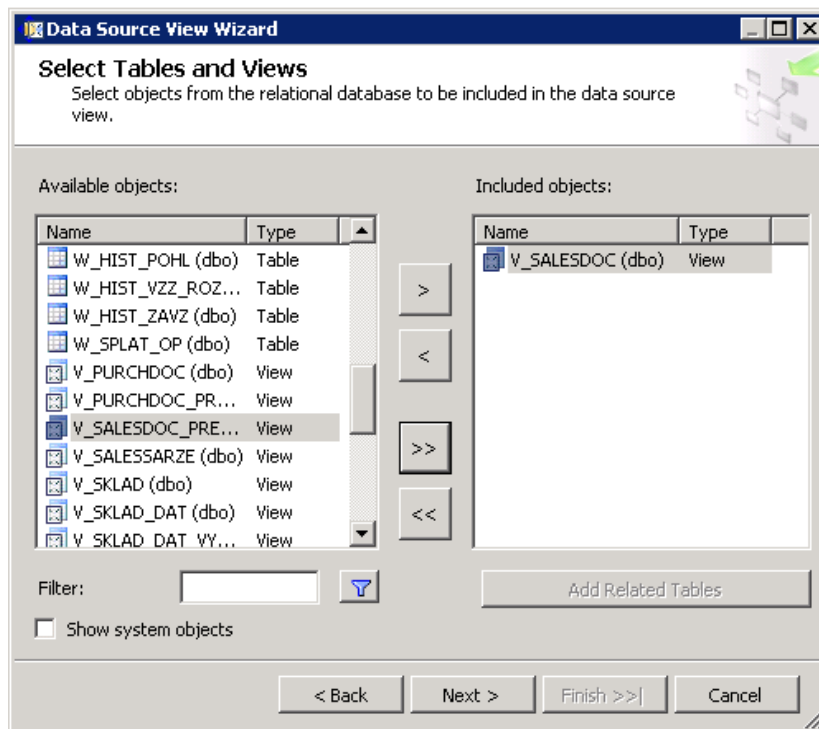 Data Source View Wizard
Select Tables and Views
Select objects from the relational database to be included in the data source
view.
Available objects:
Name Type
W_HIST_POHL (dbo) Table
W_HIST_VZZ_ROZ... Table
W_HIST_ZAVZ (dbo) Table
W_SPLAT_OP (dbo) Table
V_PURCHDOC (dbo) View
V_PURCHDOC_PR... View
V_SALESDOC_PRE... View
V_SALESSARZE (dbo) View
V_SKLAD (dbo) View
V_SKLAD_DAT (dbo) View
V_SKLAD_DAT_VY... View
>
<
>>
<<
Included objects:
Name Type
V_SALESDOC (dbo) View
Filter:
Add Related Tables
Show system objects
< Back Next > Finish >>| Cancel